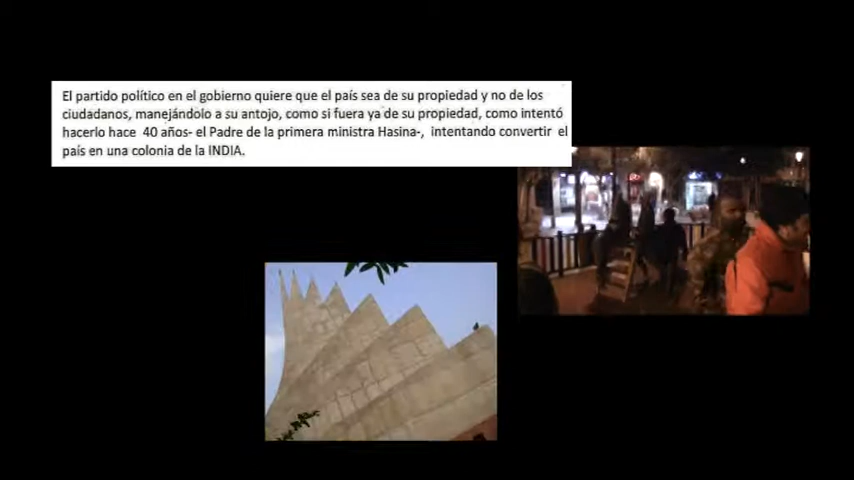 El partido político en el gobierno quiere que el país sea de su propiedad y no de los
ciudadanos, manejándolo a su antojo, como si fuera ya de su propiedad, como intentó
hacerlo hace 40 años- el Padre de la primera ministra Hasina-, intentando convertir el
país en una colonia de la INDIA.